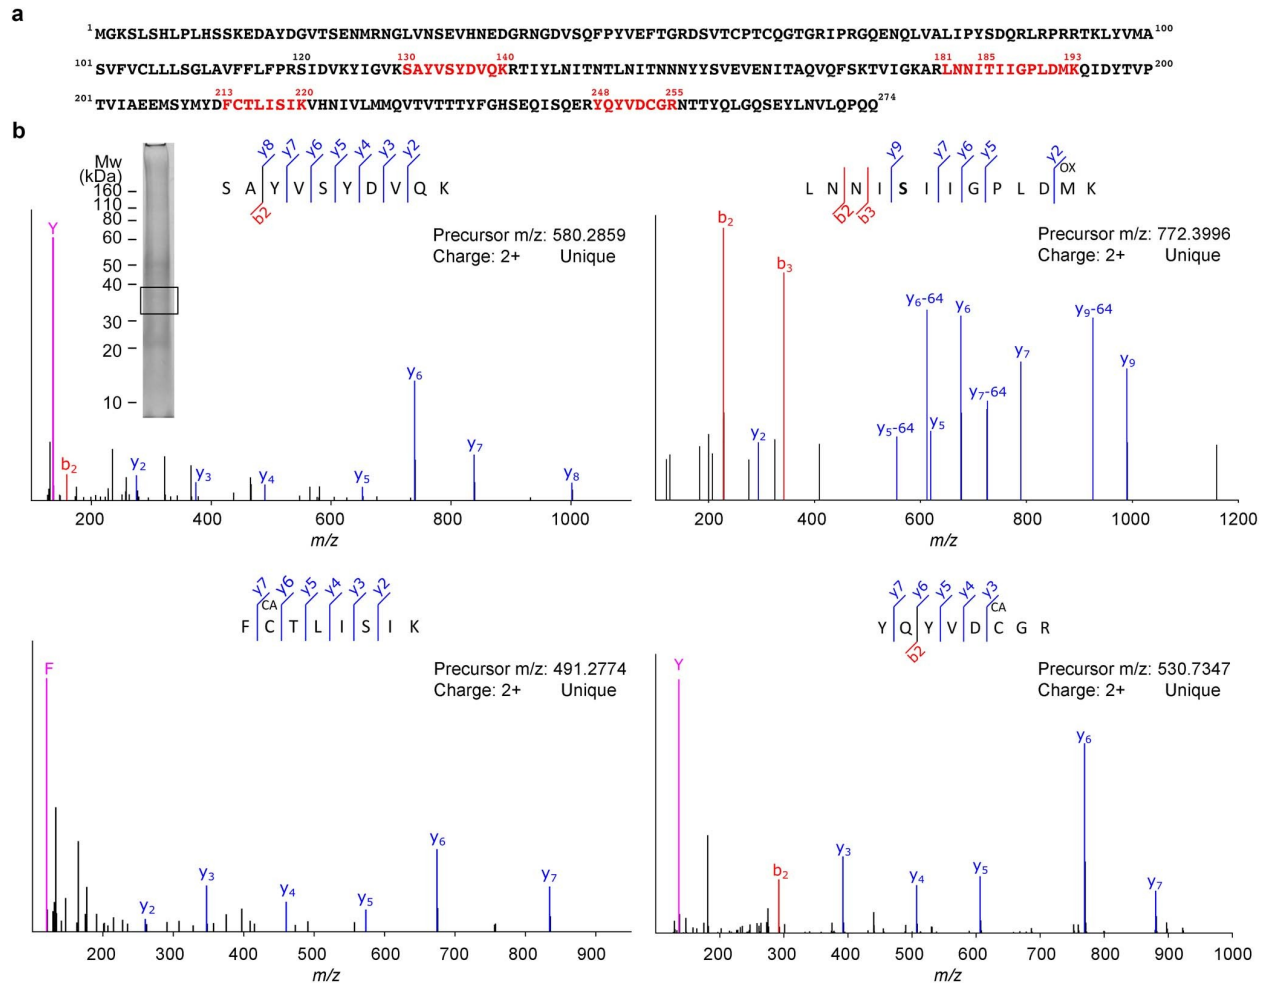 a
1MGKSLSHLPLHSSKEDAYDGVTSENMRNGLVNSEVHNEDGRNGDVSQFPYVEFTGRDSVTCPTCQGTGRIPRGQENQLVALIPYSDQRLRPRRTKLYVMA100
120 130 140 181 185 193
101SVFVCLLLSGLAVFFLFPRSIDVKYIGVKSAYVSYDVQKRTIYLNITNTLNITNNNYYSVEVENITAQVQFSKTVIGKARLNNITIIGPLDMKQIDYTVP200
213 220 248 255
201TVIAEEMSYMYDFCTLISIKVHNIVLMMQVTVTTTYFGHSEQISQERYQYVDCGRNTTYQLGQSEYLNVLQPQQ274
b
Mw
(kDa)
160
110
80
60
50
40
30
20
10
y8 y7 y6 y5 y4 y3 y2
S A Y V S Y D V Q K
b2
Precursor m/z: 580.2859
Charge: 2+ Unique
Y
b2 y2 y3 y4 y5 y6 y7 y8
200 400 600 800 1000
m/z
y9 y7 y6 y5 y2
OX
L N N I S I I G P L D M K
b2 b3
Precursor m/z: 772.3996
Charge: 2+ Unique
b2
b3
y2 y5-64 y6-64 y5 y6 y7-64 y7 y9-64 y9
200 400 600 800 1000 1200
m/z
y7 y6 y5 y4 y3 y2
CA
F C T L I S I K
Precursor m/z: 491.2774
Charge: 2+ Unique
F
y2 y3 y4 y5 y6 y7
200 300 400 500 600 700 800 900
m/z
y7 y6 y5 y4 y3
CA
Y Q Y V D C G R
b2
Precursor m/z: 530.7347
Charge: 2+ Unique
Y
b2 y3 y4 y5 y6 y7
200 300 400 500 600 700 800 900 1000
m/z